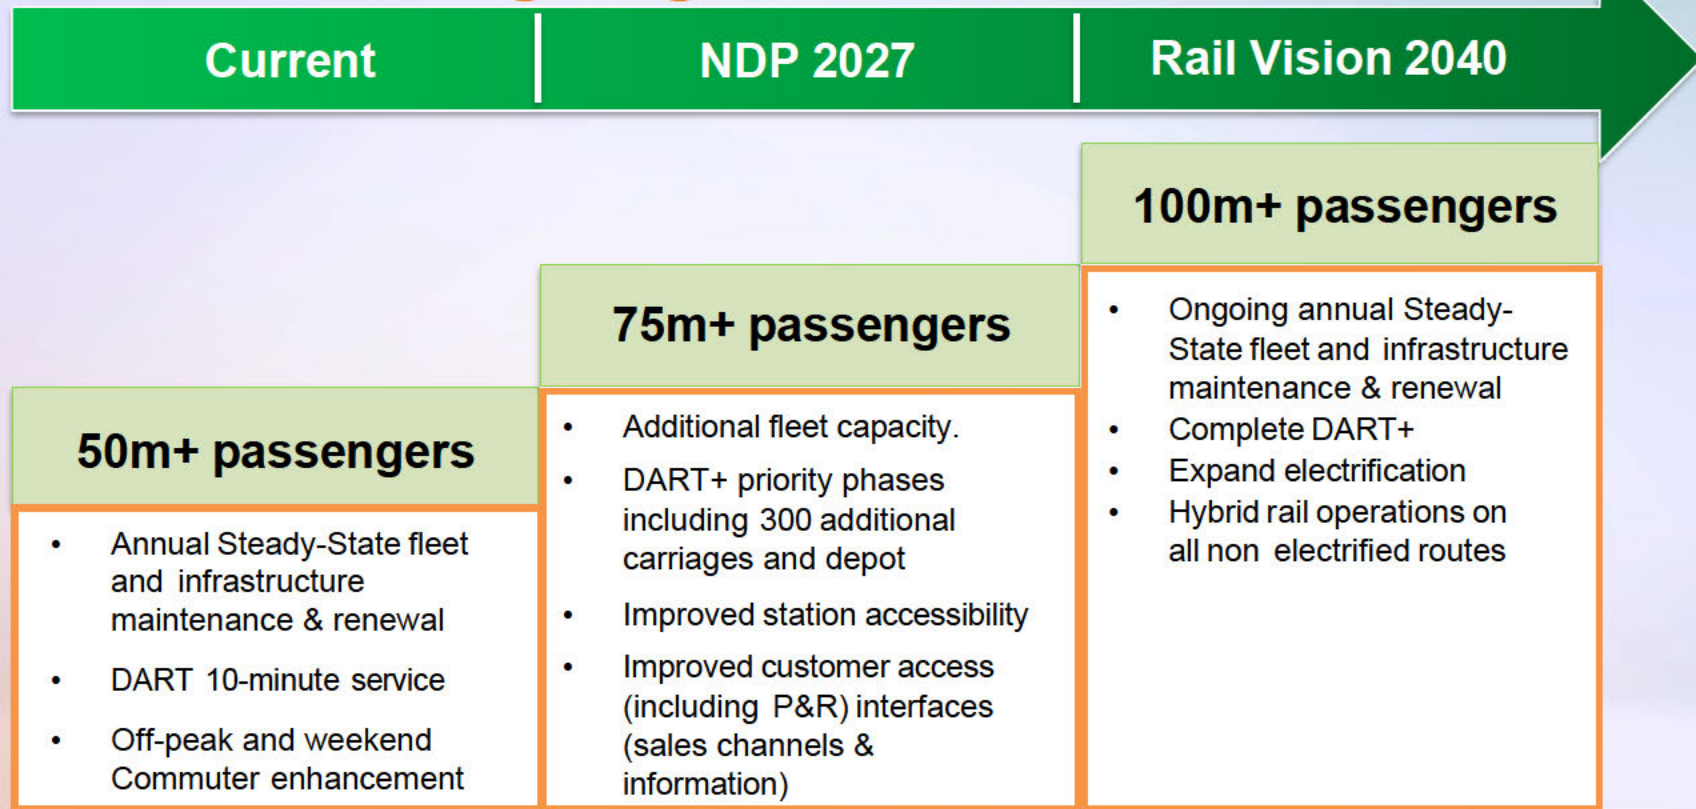 Current
NDP 2027
Rail Vision 2040
50m+ passengers
• Annual Steady-State fleet
and infrastructure
maintenance & renewal
• DART 10-minute service
• Off-peak and weekend
Commuter enhancement
75m+ passengers
• Additional fleet capacity.
• DART+ priority phases
including 300 additional
carriages and depot
• Improved station accessibility
• Improved customer access
(including P&R) interfaces
(sales channels &
information)
100m+ passengers
• Ongoing annual Steady-
State fleet and infrastructure
maintenance & renewal
• Complete DART+
• Expand electrification
• Hybrid rail operations on
all non electrified routes